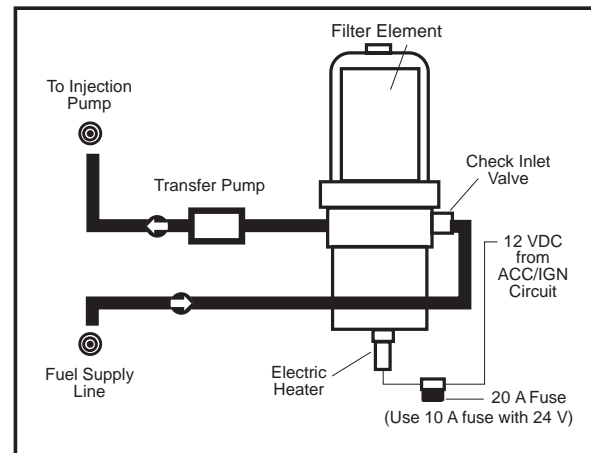 Filter Element
To Injection
Pump
Transfer Pump
Check Inlet
Valve
12 VDC
from
ACC/IGN
Circuit
Fuel Supply
Line
Electric
Heater
20 A Fuse
(Use 10 A fuse with 24 V)